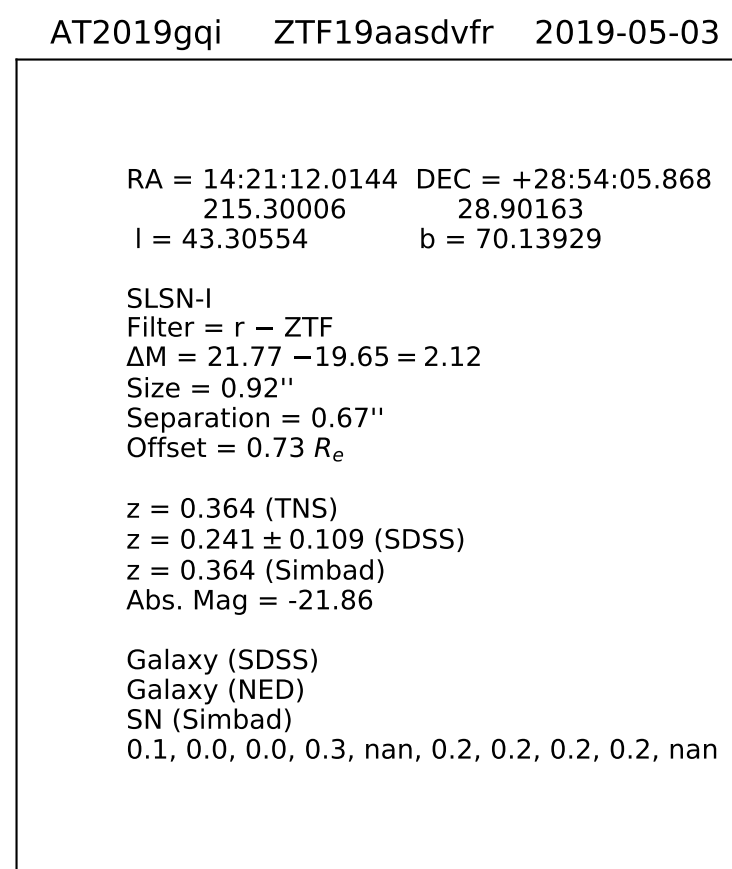 AT2019gqi ZTF19aasdvfr 2019-05-03
RA = 14:21:12.0144 DEC = +28:54:05.868
215.30006 28.90163
l = 43.30554 b = 70.13929
SLSN-I
Filter = r − ZTF
ΔM = 21.77 −19.65 = 2.12
Size = 0.92''
Separation = 0.67''
Offset = 0.73 Re
z = 0.364 (TNS)
z = 0.241 ± 0.109 (SDSS)
z = 0.364 (Simbad)
Abs. Mag = -21.86
Galaxy (SDSS)
Galaxy (NED)
SN (Simbad)
0.1, 0.0, 0.0, 0.3, nan, 0.2, 0.2, 0.2, 0.2, nan